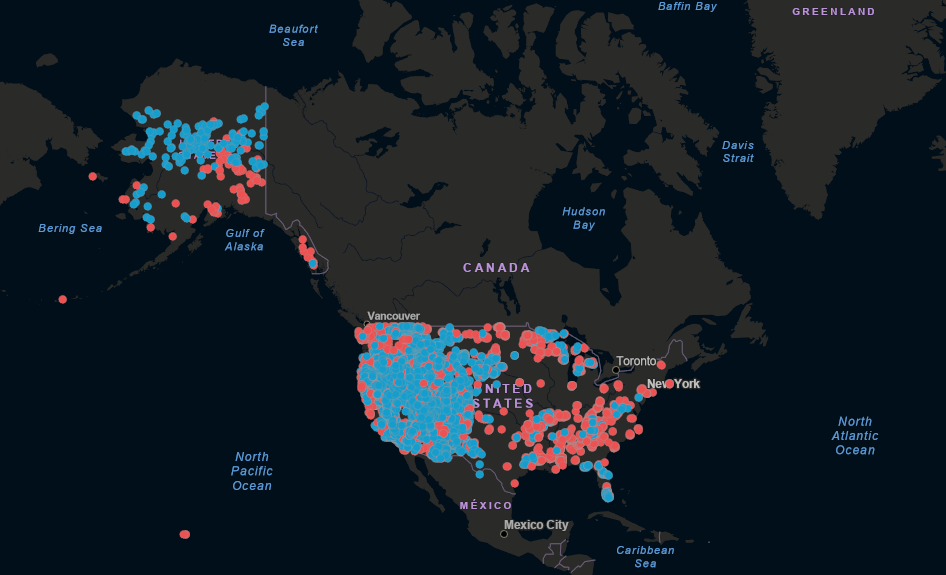 Baffin Bay
GREENLAND
Beaufort
Sea
Davis
Strait
Hudson
Bay
Bering Sea
Gulf of
Alaska
CANADA
Vancouver
Toronto
New York
UNITED
STATES
North
Atlantic
Ocean
North
Pacific
Ocean
MÉXICO
Mexico City
Caribbean
Sea